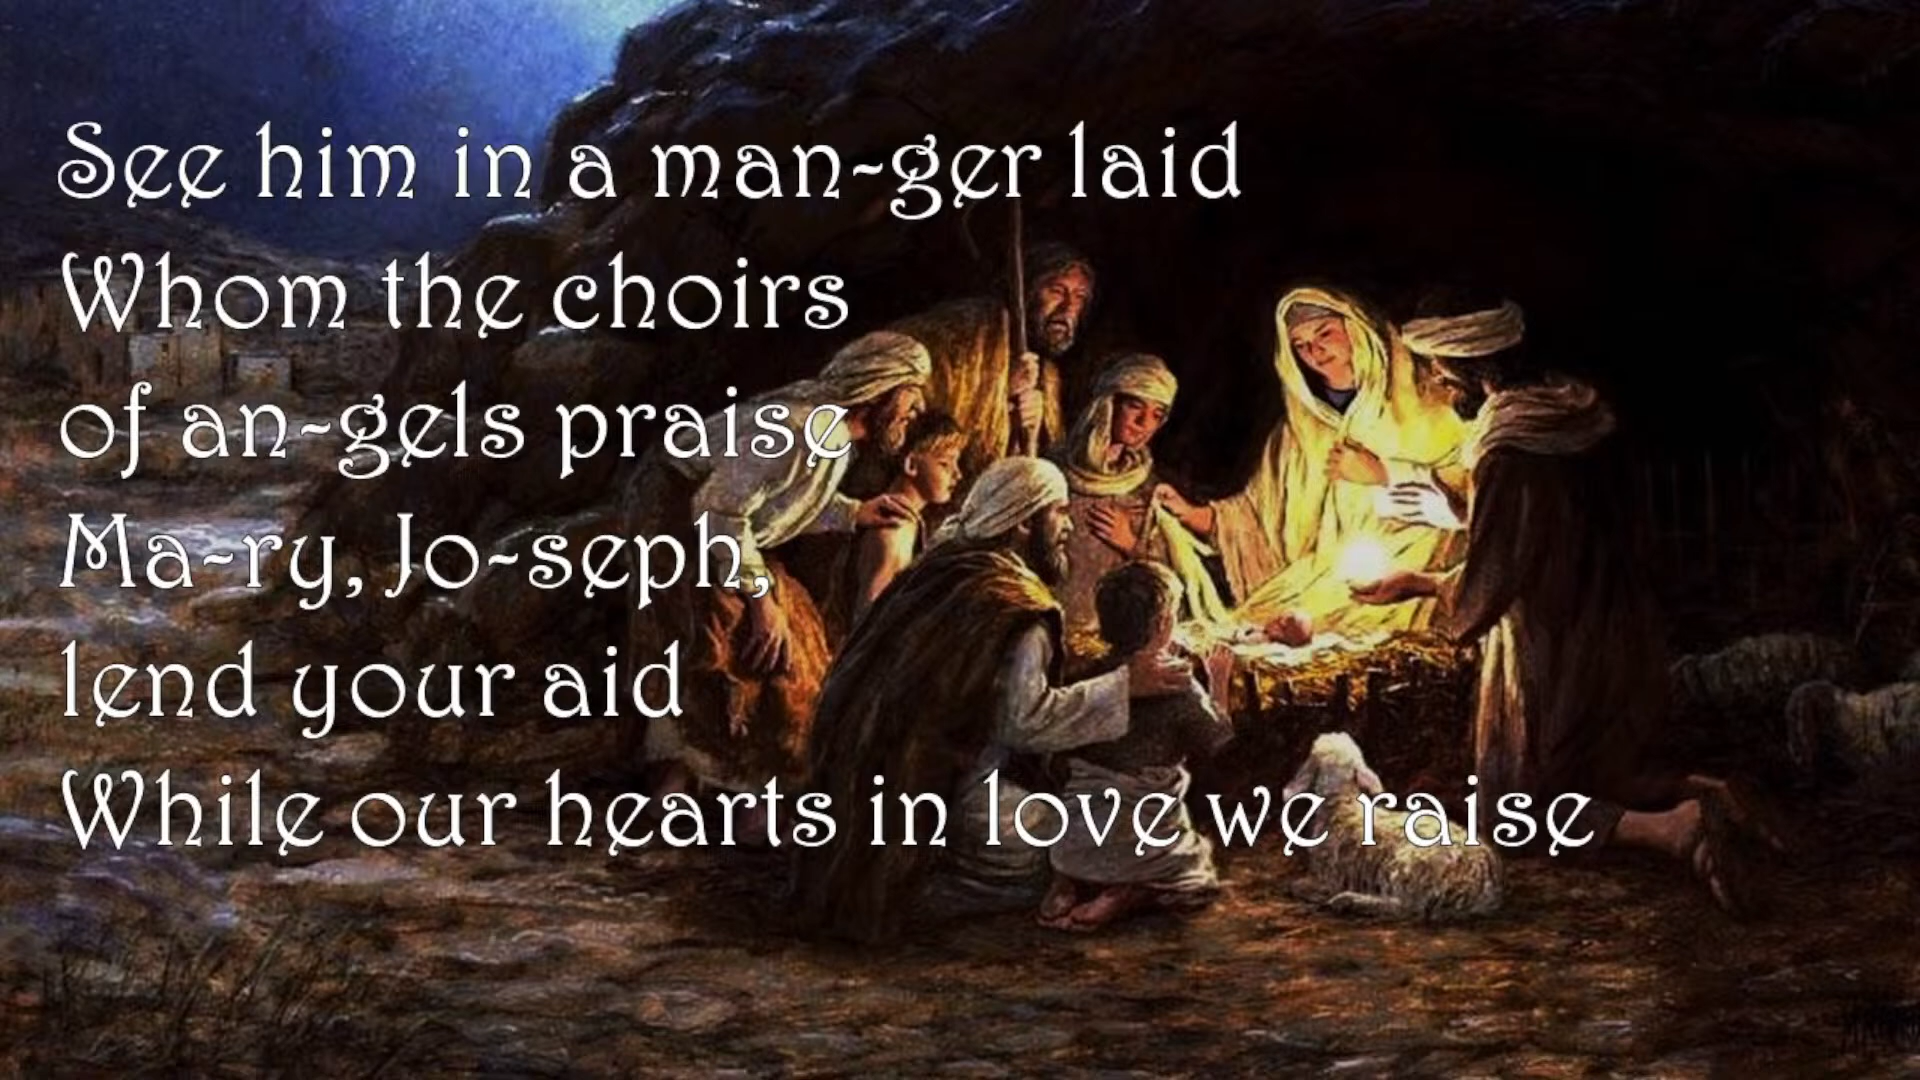 See him in a man-ger laid
Whom the choirs
of an-gels praise
Ma-ry, Jo-seph,
lend your aid
While our hearts in love we raise